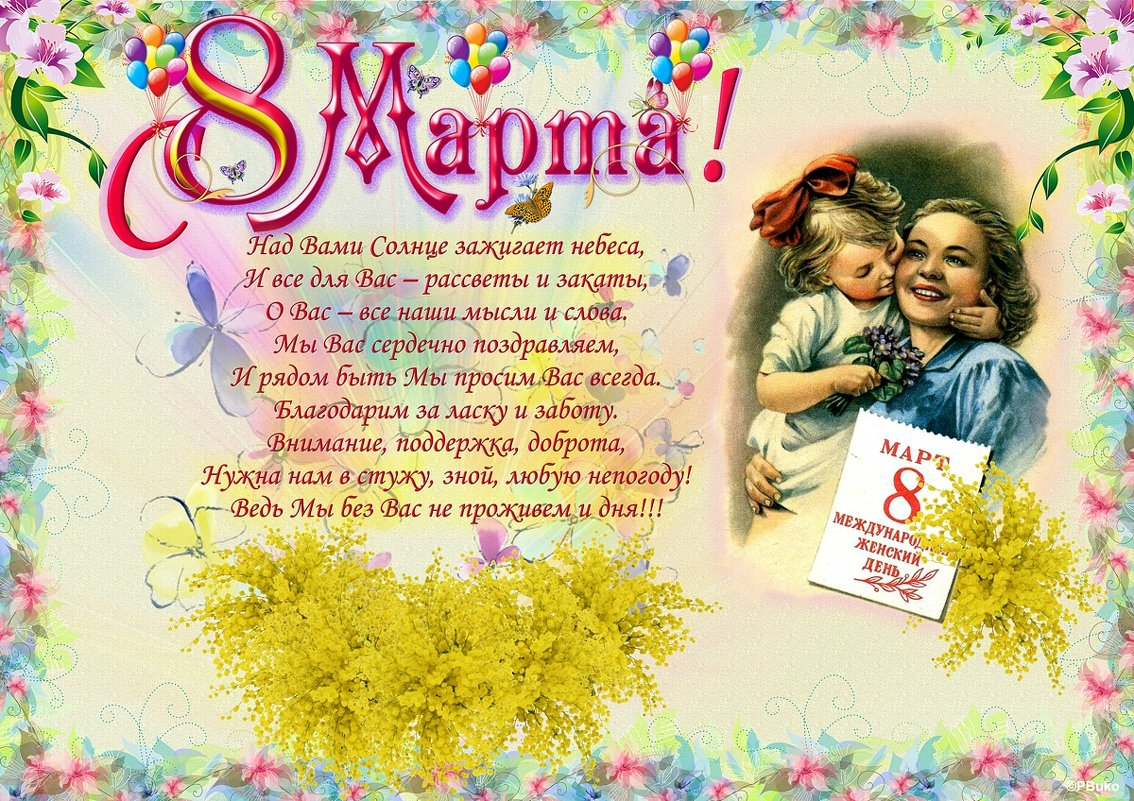 С 8 Марта!
Над Вами Солнце зажигает небеса,
И все для Вас – рассветы и закаты,
О Вас – все наши мысли и слова.
Мы Вас сердечно поздравляем,
И рядом быть Мы просим Вас всегда.
Благодарим за ласку и заботу.
Внимание, поддержка, доброта,
Нужна нам в стужу, зной, любую непогоду!
Ведь Мы без Вас не проживем и дня!!!
МАРТ
8
МЕЖДУНАРОДНЫЙ
ЖЕНСКИЙ
ДЕНЬ
©PBuko